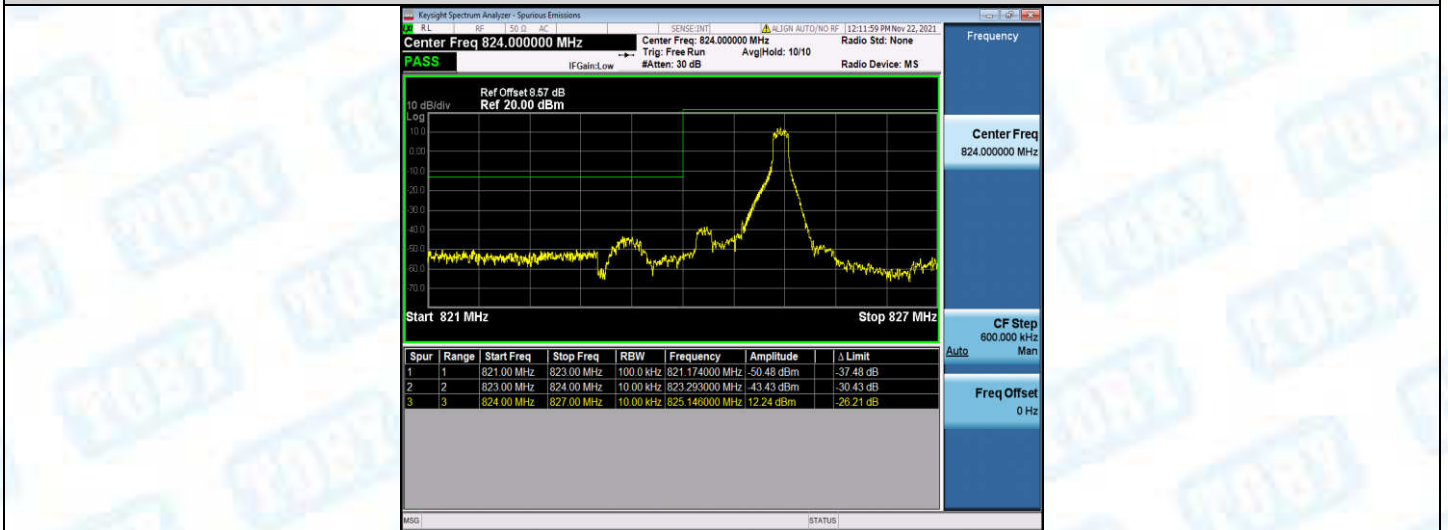 Keysight Spectrum Analyzer - Spurious Emissions
RL RF 50 Ω AC SENSE:INT ALIGN AUTO/NO RF 12:11:59 PM Nov 22, 2021
Center Freq 824.000000 MHz Center Freq: 824.000000 MHz Radio Std: None
Trig: Free Run Avg|Hold: 10/10
PASS IFGain:Low #Atten: 30 dB Radio Device: MS
Ref Offset 8.57 dB
10 dB/div Ref 20.00 dBm
Log
10.0
0.00
-10.0
-20.0
-30.0
-40.0
-50.0
-60.0
-70.0
Start 821 MHz Stop 827 MHz
Spur Range Start Freq Stop Freq RBW Frequency Amplitude Δ Limit
1 1 821.00 MHz 823.00 MHz 100.0 kHz 821.174000 MHz -50.48 dBm -37.48 dB
2 2 823.00 MHz 824.00 MHz 10.00 kHz 823.293000 MHz -43.43 dBm -30.43 dB
3 3 824.00 MHz 827.00 MHz 10.00 kHz 825.146000 MHz 12.24 dBm -26.21 dB
MSG STATUS
Frequency
Center Freq
824.000000 MHz
CF Step
600.000 kHz
Auto Man
Freq Offset
0 Hz